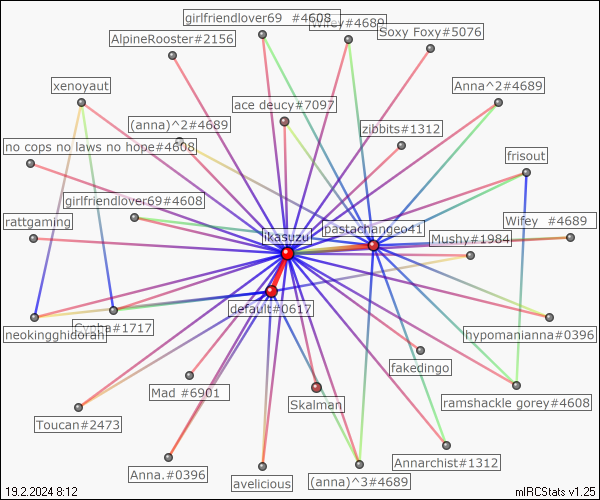 girlfriendlover69  #4608
Wifey#4689
Soxy Foxy#5076
AlpineRooster#2156
xenoyaut
Anna^2#4689
ace deucy#7097
(anna)^2#4689
zibbits#1312
no cops no laws no hope#4608
frisout
girlfriendlover69#4608
rattgaming
Wifey  #4689
pastachangeo41
ikasuzu
Mushy#1984
default#0617
#1717
neokingghidorah
hypomanianna#0396
fakedingo
Mad #6901
Skalman
ramshackle gorey#4608
Toucan#2473
Annarchist#1312
Anna.#0396
avelicious
(anna)^3#4689
19.2.2024 8:12
mIRCStats v1.25